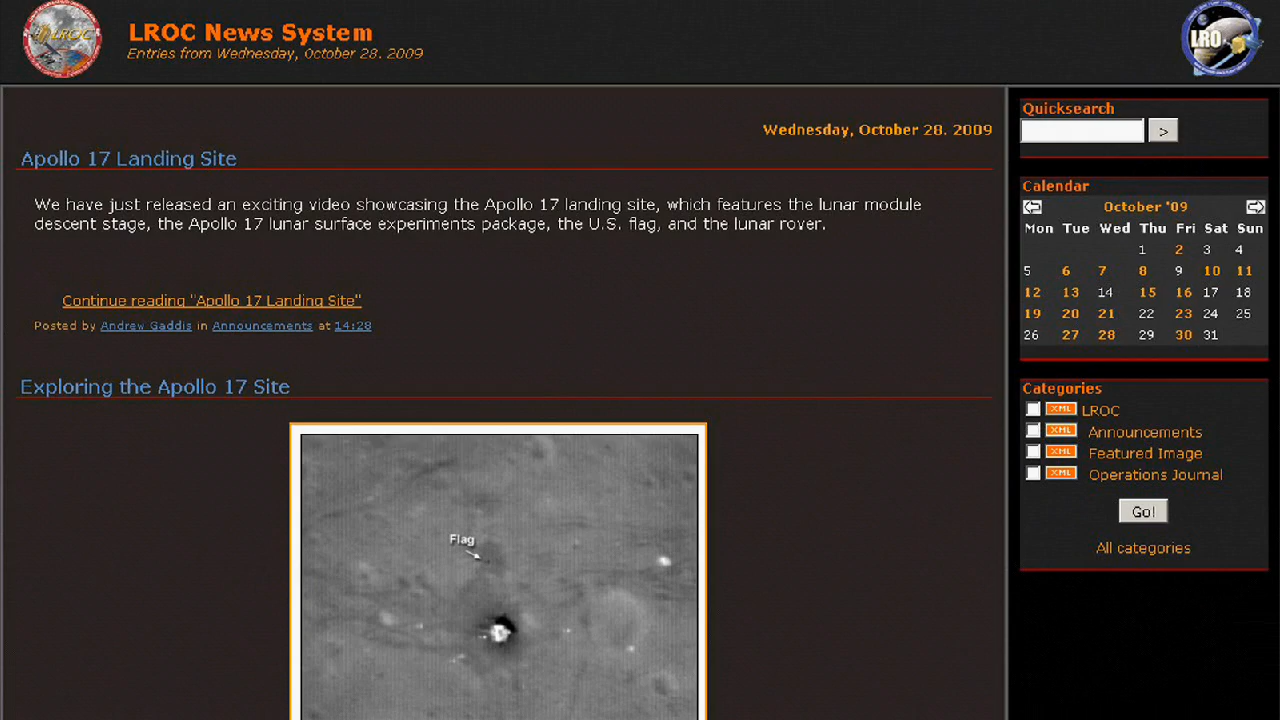 LROC
LROC News System
Entries from Wednesday, October 28. 2009
LRO
Wednesday, October 28. 2009
Apollo 17 Landing Site
We have just released an exciting video showcasing the Apollo 17 landing site, which features the lunar module
descent stage, the Apollo 17 lunar surface experiments package, the U.S. flag, and the lunar rover.
Continue reading "Apollo 17 Landing Site"
Posted by Andrew Gaddis in Announcements at 14:28
Exploring the Apollo 17 Site
Flag
Quicksearch
>
Calendar
October '09
Mon Tue Wed Thu Fri Sat Sun
1 2 3 4
5 6 7 8 9 10 11
12 13 14 15 16 17 18
19 20 21 22 23 24 25
26 27 28 29 30 31
Categories
XML LROC
XML Announcements
XML Featured Image
XML Operations Journal
Go!
All categories